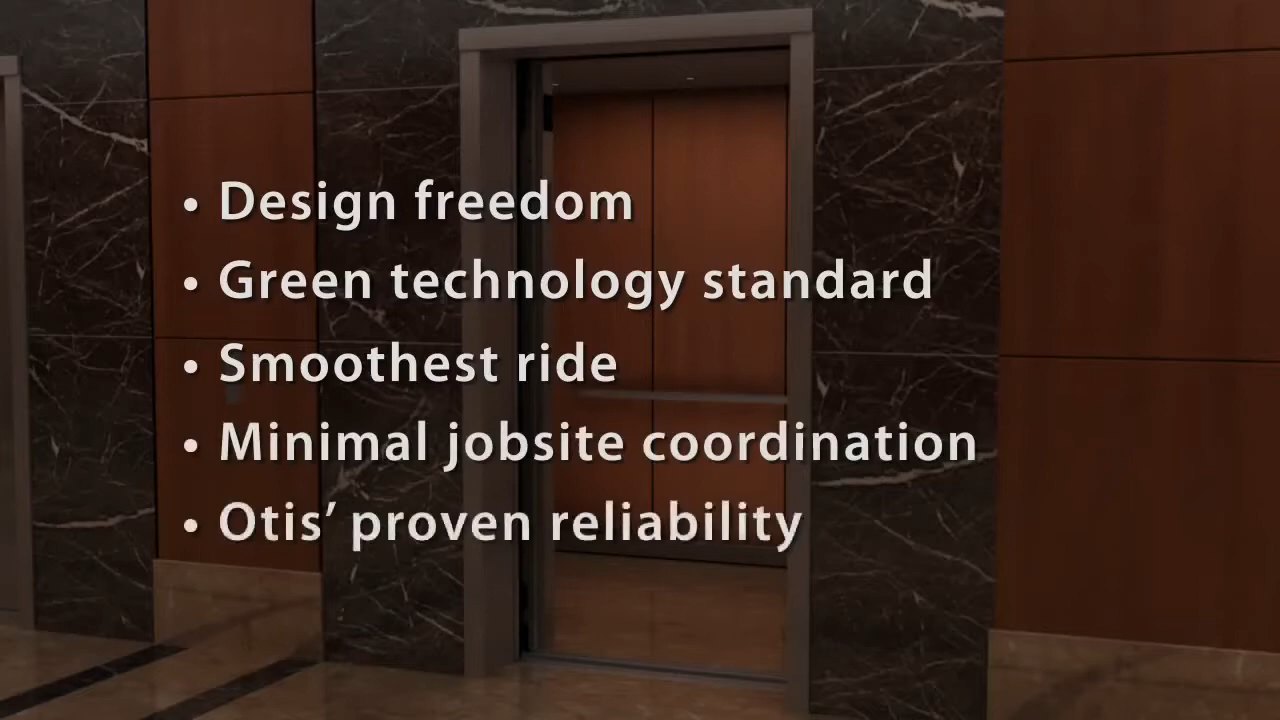 • Design freedom
• Green technology standard
• Smoothest ride
• Minimal jobsite coordination
• Otis’ proven reliability